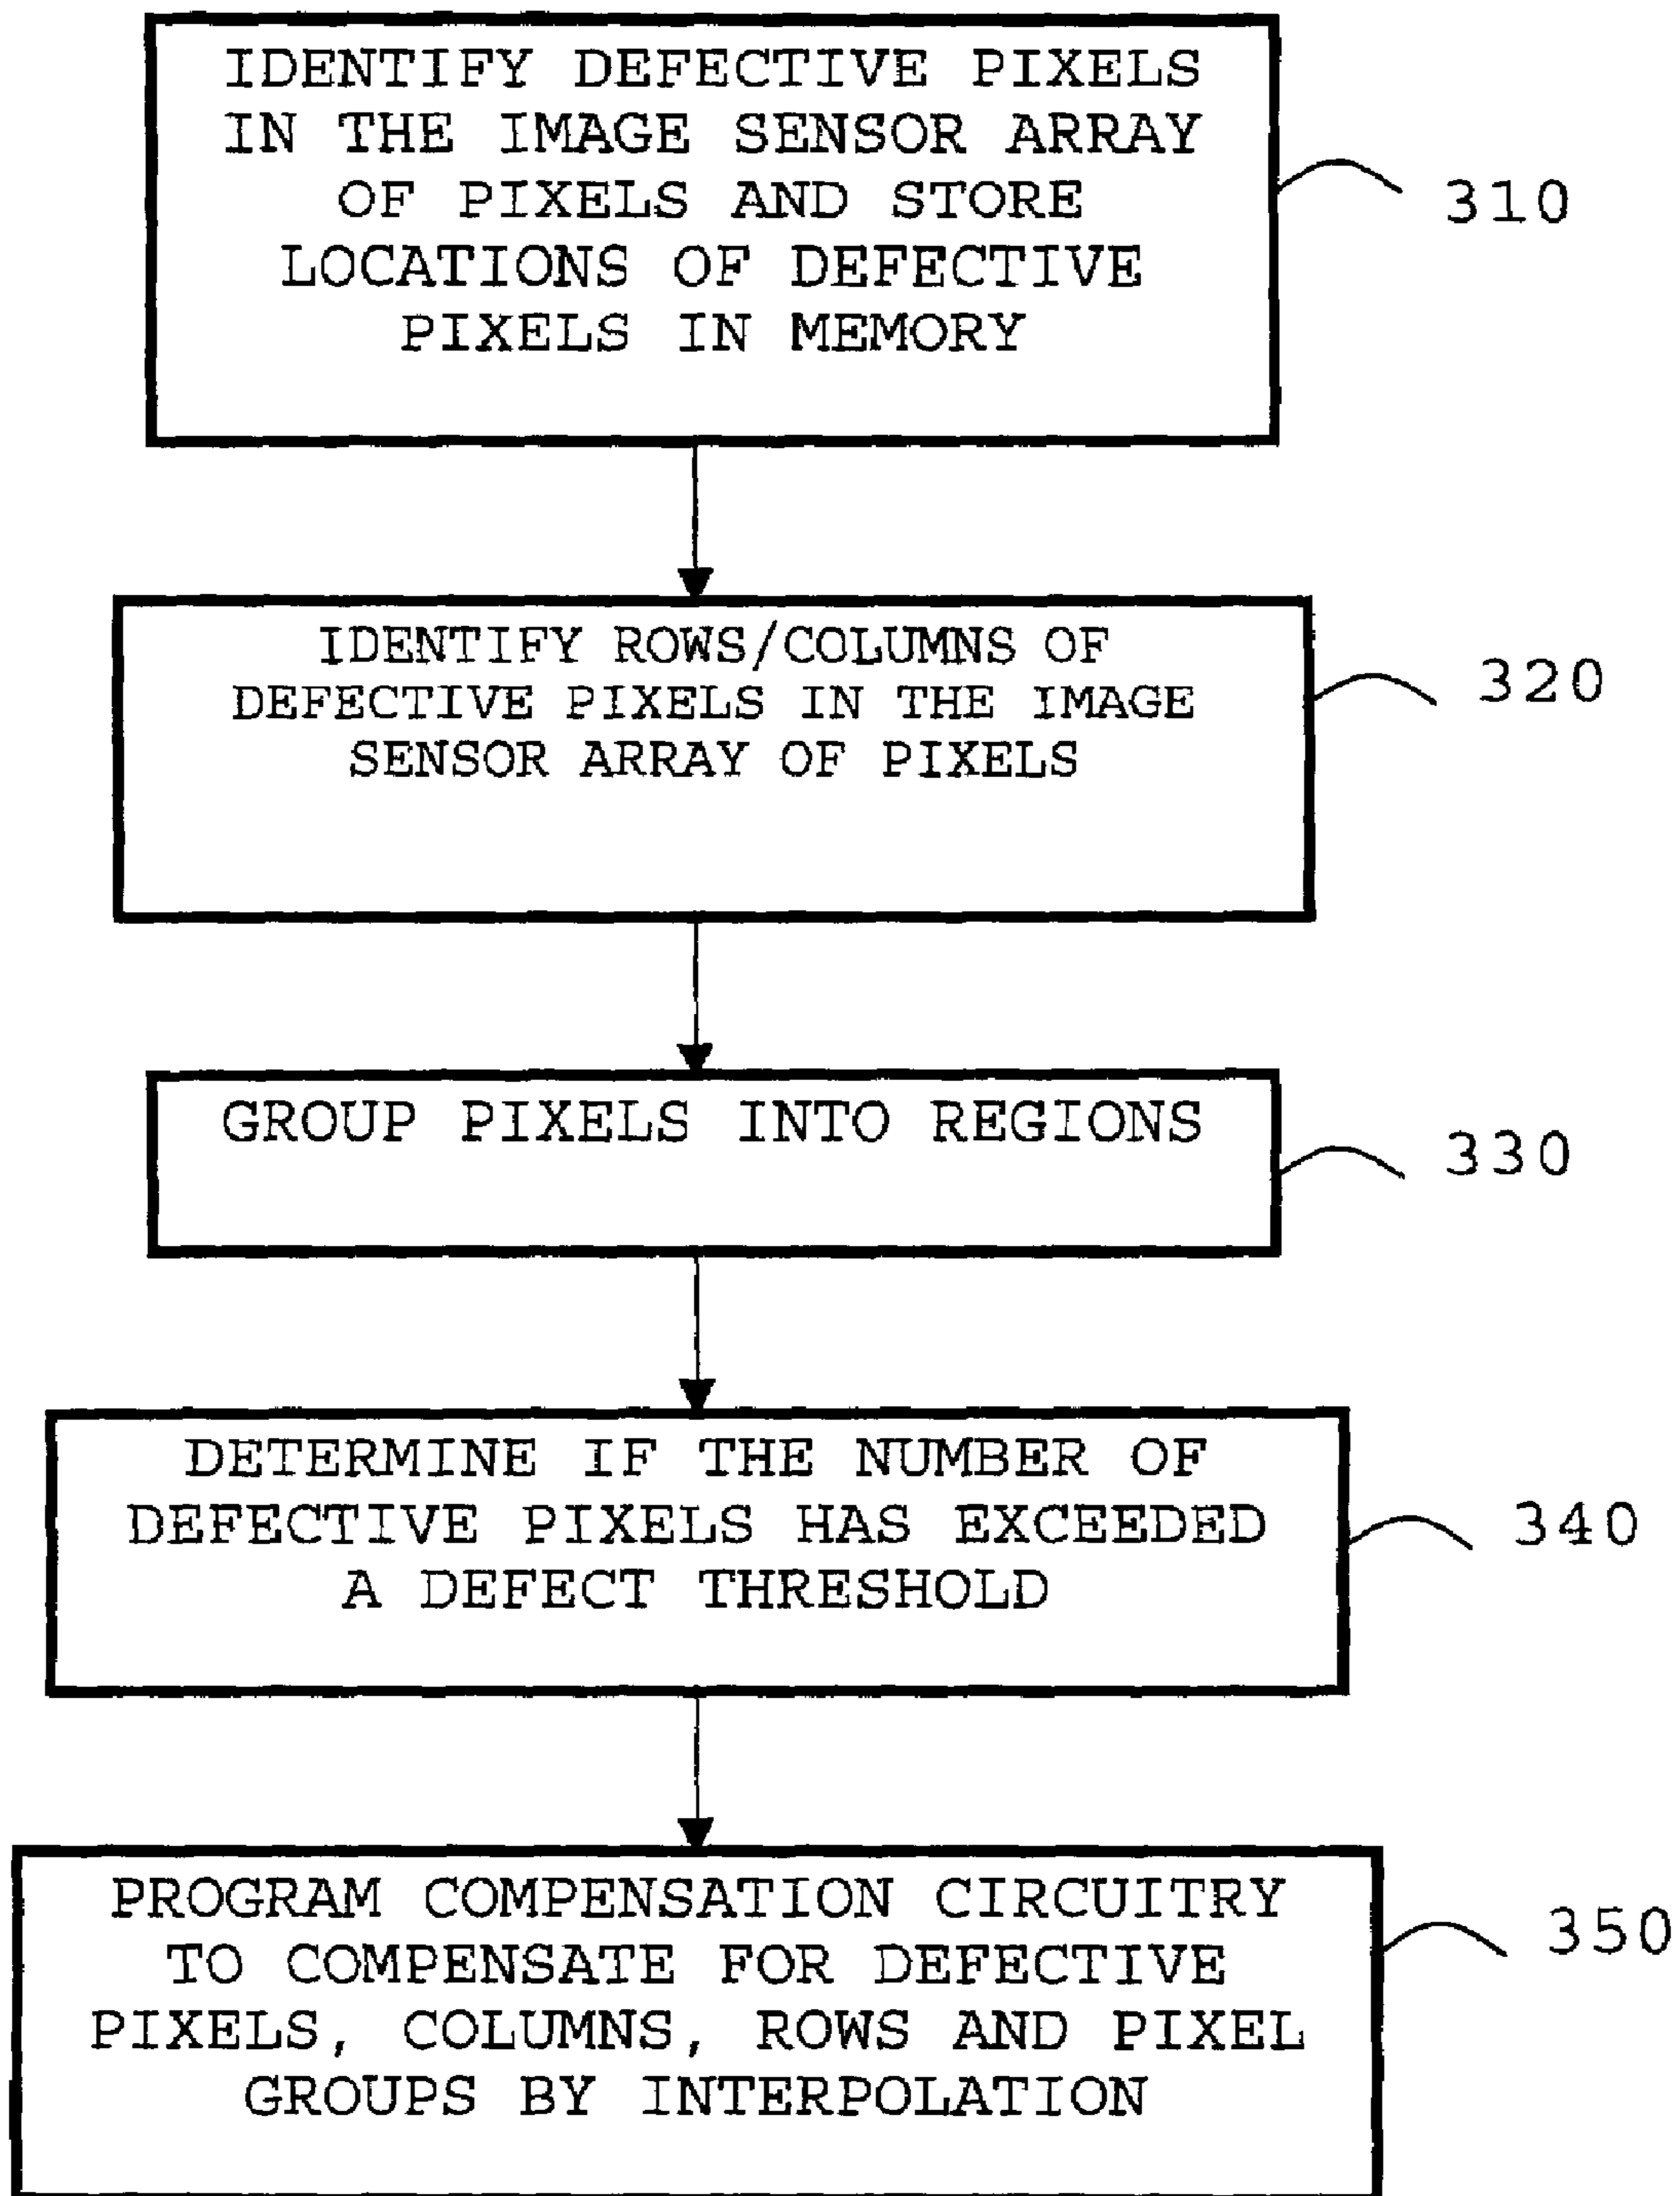 IDENTIFY DEFECTIVE PIXELS
IN THE IMAGE SENSOR ARRAY
OF PIXELS AND STORE
LOCATIONS OF DEFECTIVE
PIXELS IN MEMORY
310
IDENTIFY ROWS/COLUMNS OF
DEFECTIVE PIXELS IN THE IMAGE
SENSOR ARRAY OF PIXELS
320
GROUP PIXELS INTO REGIONS
330
DETERMINE IF THE NUMBER OF
DEFECTIVE PIXELS HAS EXCEEDED
A DEFECT THRESHOLD
340
PROGRAM COMPENSATION CIRCUITRY
TO COMPENSATE FOR DEFECTIVE
PIXELS, COLUMNS, ROWS AND PIXEL
GROUPS BY INTERPOLATION
350